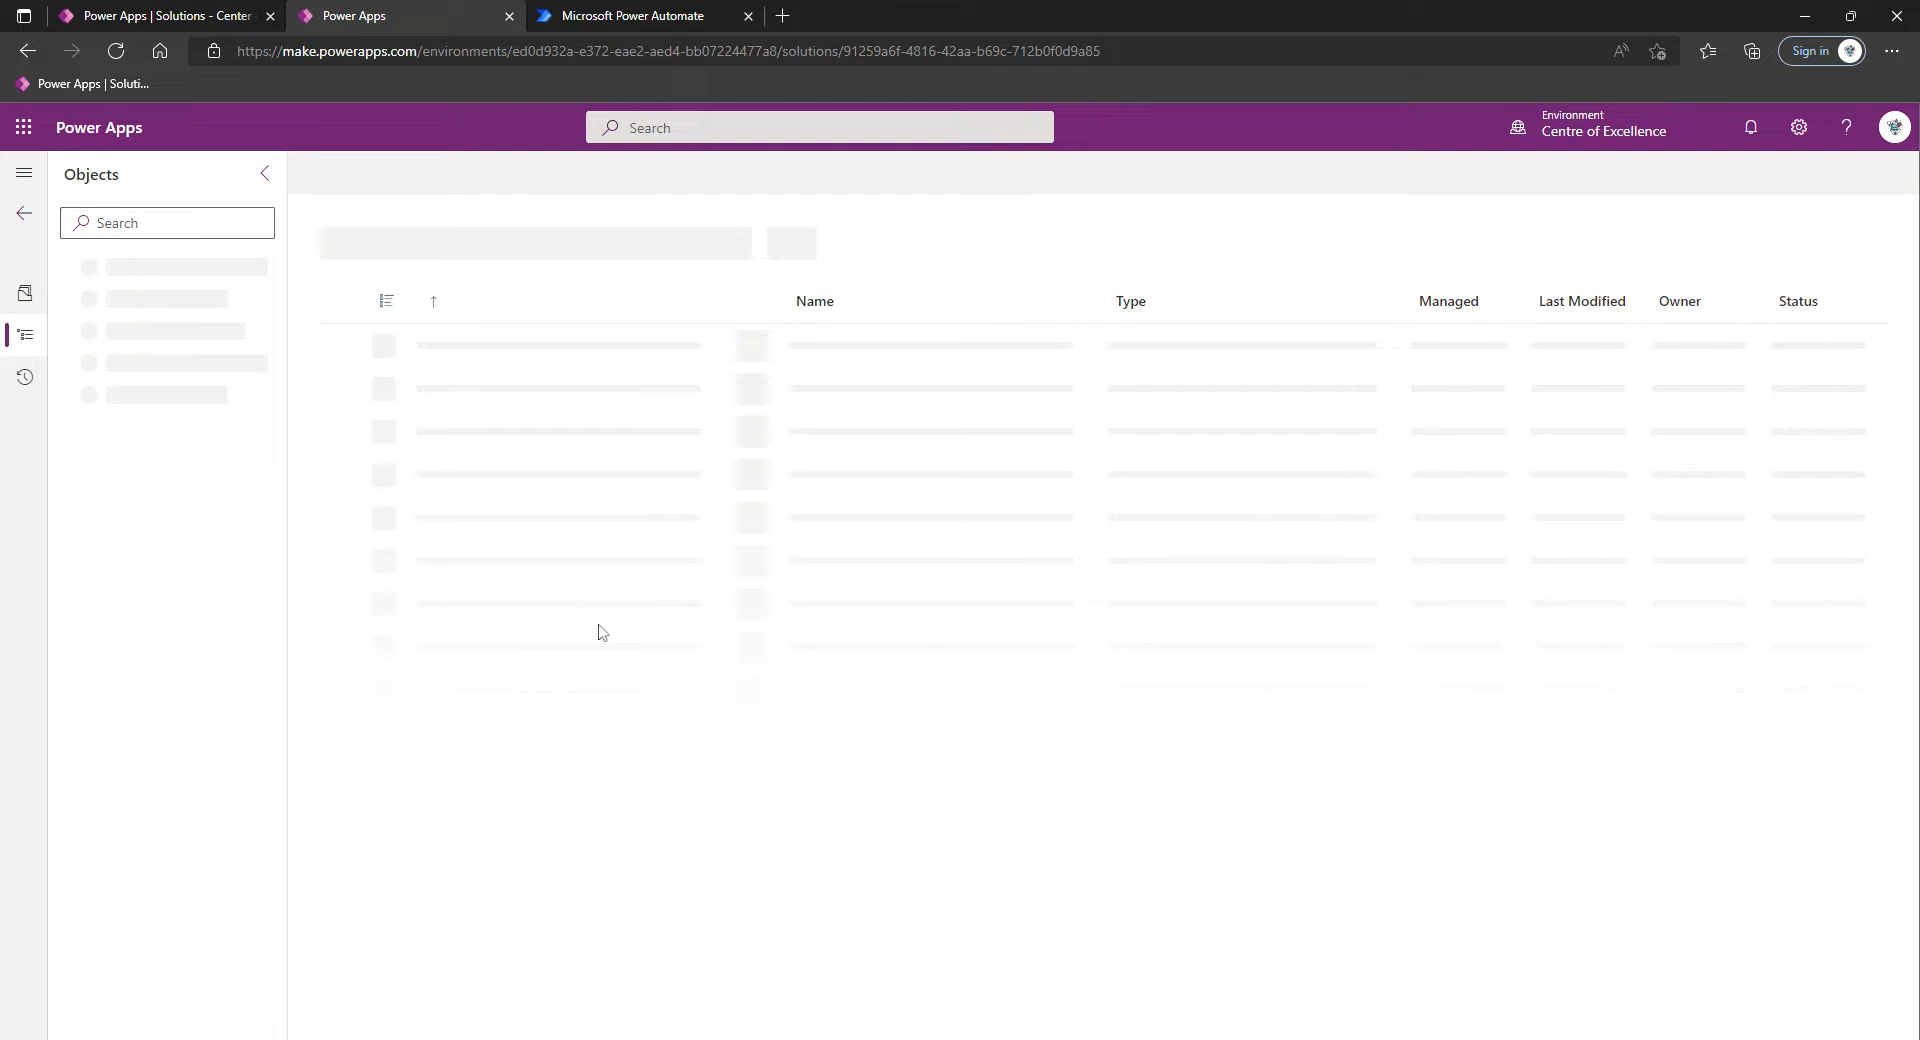 Power Apps | Solutions - Center
Power Apps
Microsoft Power Automate
https://make.powerapps.com/environments/ed0d932a-e372-eae2-aed4-bb07224477a8/solutions/91259a6f-4816-42aa-b69c-712b0f0d9a85
Sign in
Power Apps | Soluti...
Power Apps
Search
Environment
Centre of Excellence
Objects
Search
Name
Type
Managed
Last Modified
Owner
Status